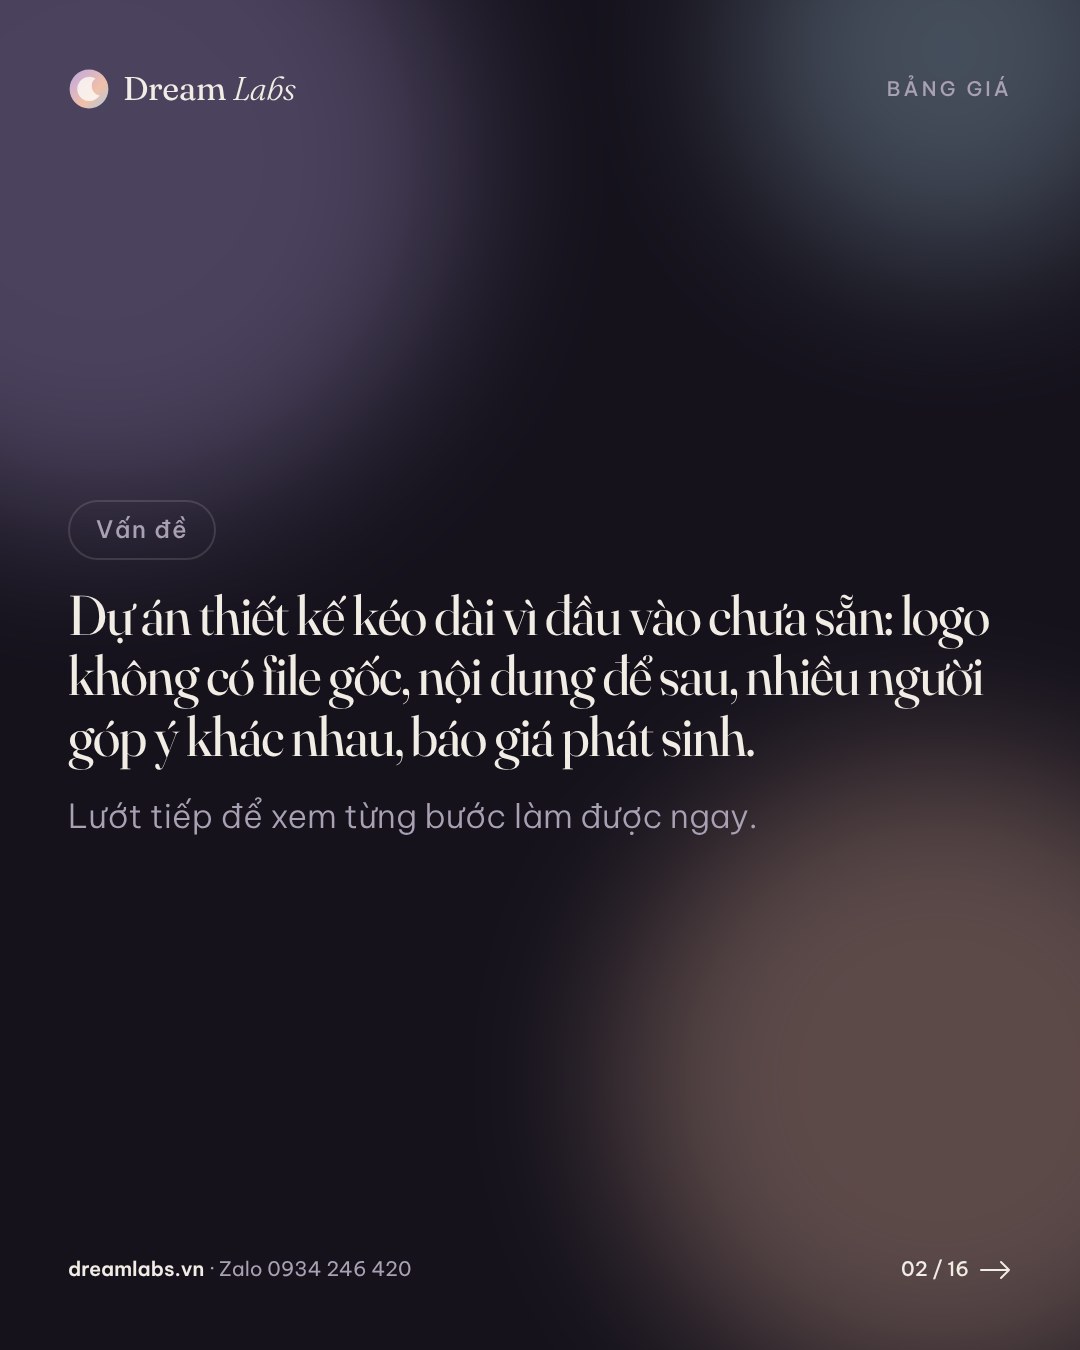 Dream Labs
BẢNG GIÁ
Vấn đề
Dự án thiết kế kéo dài vì đầu vào chưa sẵn: logo
không có file gốc, nội dung để sau, nhiều người
góp ý khác nhau, báo giá phát sinh.
Lướt tiếp để xem từng bước làm được ngay.
dreamlabs.vn · Zalo 0934 246 420
02 / 16 →